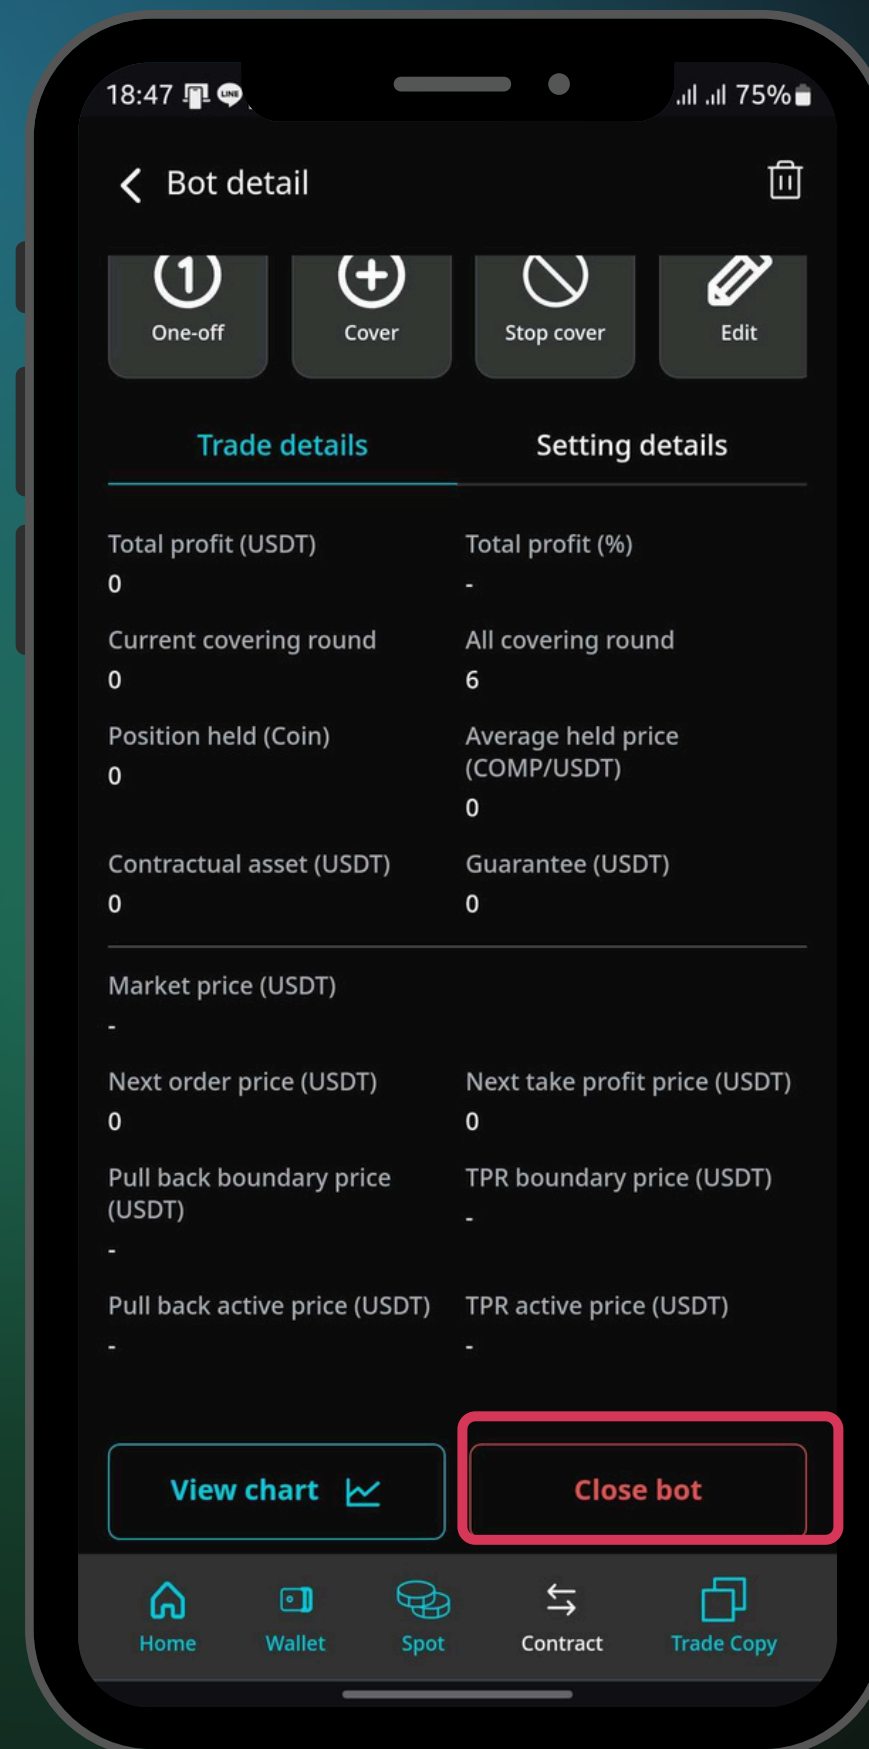 18:47 LINE 75%
Bot detail
1
One-off Cover Stop cover Edit
Trade details Setting details
Total profit (USDT) Total profit (%)
0 -
Current covering round All covering round
0 6
Position held (Coin) Average held price
(COMP/USDT)
0
0
Contractual asset (USDT) Guarantee (USDT)
0 0
Market price (USDT)
-
Next order price (USDT) Next take profit price (USDT)
0 0
Pull back boundary price TPR boundary price (USDT)
(USDT)
-
-
Pull back active price (USDT) TPR active price (USDT)
- -
View chart Close bot
Home Wallet Spot Contract Trade Copy